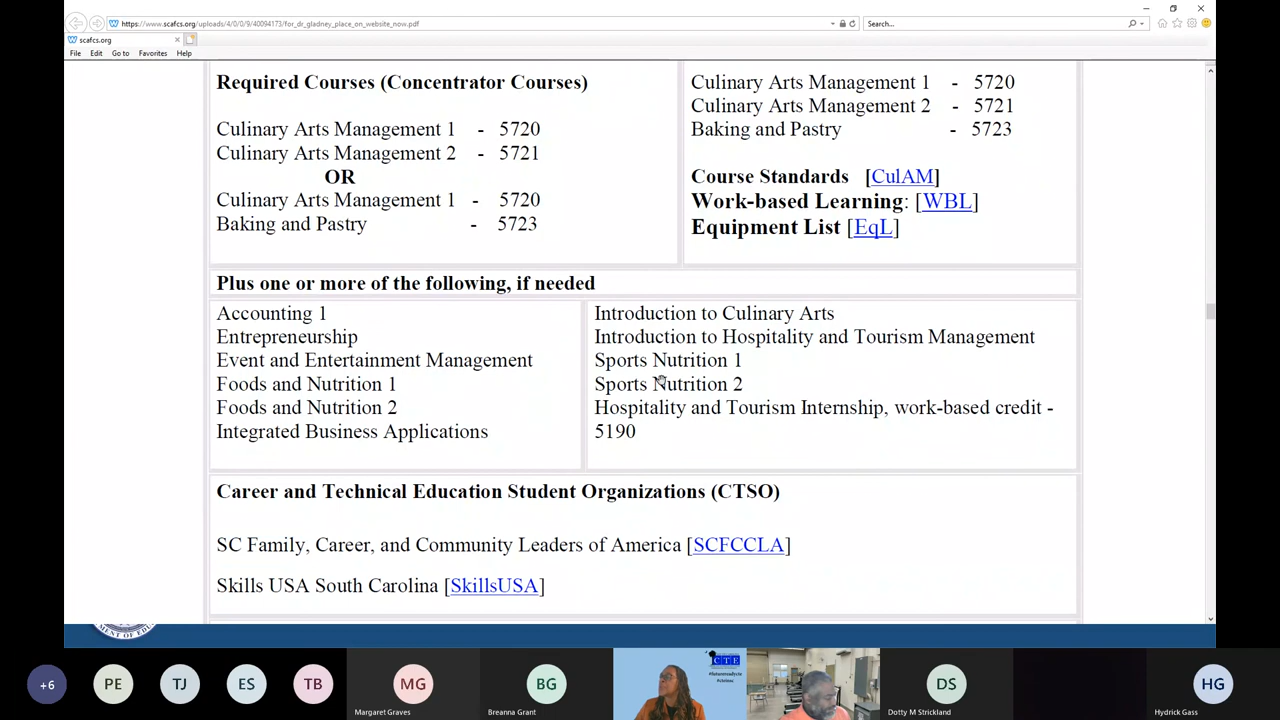 https://www.scafcs.org/uploads/4/0/0/9/40094173/for_dr_gladney_place_on_website_now.pdf
Search...
scafcs.org
File Edit Go to Favorites Help
Required Courses (Concentrator Courses)
Culinary Arts Management 1 - 5720
Culinary Arts Management 2 - 5721
OR
Culinary Arts Management 1 - 5720
Baking and Pastry - 5723
Culinary Arts Management 1 - 5720
Culinary Arts Management 2 - 5721
Baking and Pastry - 5723
Course Standards [CulAM]
Work-based Learning: [WBL]
Equipment List [EqL]
Plus one or more of the following, if needed
Accounting 1
Entrepreneurship
Event and Entertainment Management
Foods and Nutrition 1
Foods and Nutrition 2
Integrated Business Applications
Introduction to Culinary Arts
Introduction to Hospitality and Tourism Management
Sports Nutrition 1
Sports Nutrition 2
Hospitality and Tourism Internship, work-based credit -
5190
Career and Technical Education Student Organizations (CTSO)
SC Family, Career, and Community Leaders of America [SCFCCLA]
Skills USA South Carolina [SkillsUSA]
+6
PE
TJ
ES
TB
MG
Margaret Graves
BG
Breanna Grant
CTE
DS
Dotty M Strickland
HG
Hydrick Gass